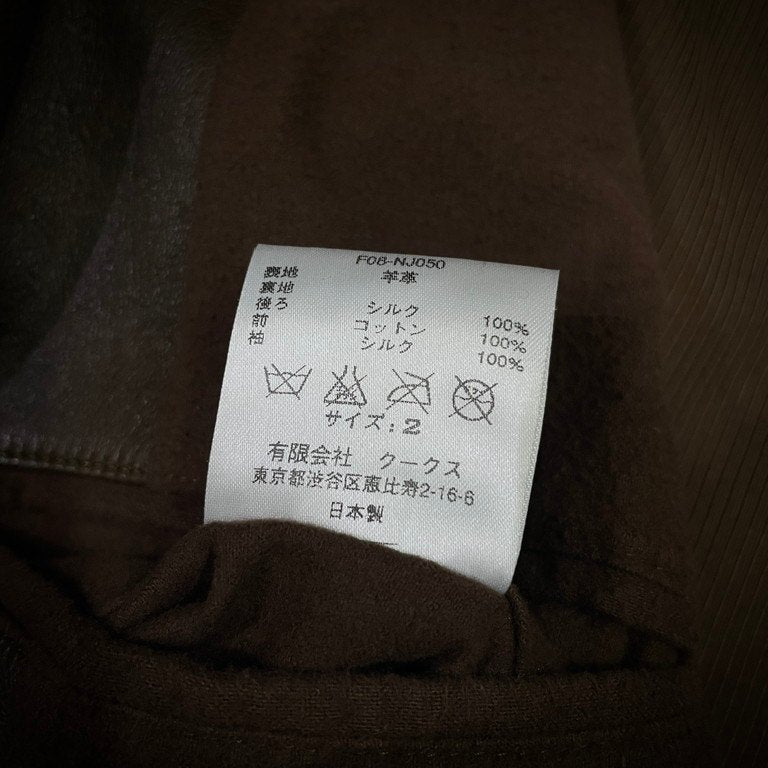 F08-NJ050
表地 羊革
裏地
後ろ シルク 100%
前 コットン 100%
袖 シルク 100%
サイズ:2
有限会社 クークス
東京都渋谷区恵比寿2-16-6
日本製